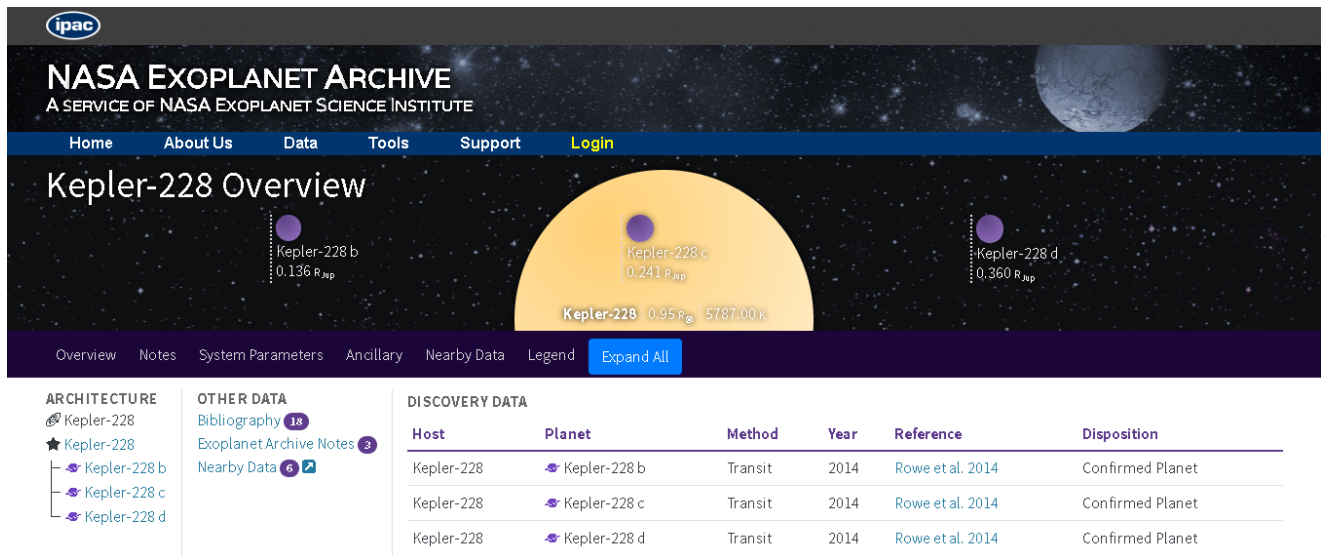 ipac
NASA EXOPLANET ARCHIVE
A SERVICE OF NASA EXOPLANET SCIENCE INSTITUTE
Home About Us Data Tools Support Login
Kepler-228 Overview
Kepler-228 b
0.136 RJup
Kepler-228 c
0.241 RJup
Kepler-228 d
0.360 RJup
Kepler-228 0.95 R⊙ 5787.00 K
Overview Notes System Parameters Ancillary Nearby Data Legend Expand All
ARCHITECTURE
Kepler-228
Kepler-228
Kepler-228 b
Kepler-228 c
Kepler-228 d
OTHER DATA
Bibliography 18
Exoplanet Archive Notes 3
Nearby Data 6
DISCOVERY DATA
Host Planet Method Year Reference Disposition
Kepler-228 Kepler-228 b Transit 2014 Rowe et al. 2014 Confirmed Planet
Kepler-228 Kepler-228 c Transit 2014 Rowe et al. 2014 Confirmed Planet
Kepler-228 Kepler-228 d Transit 2014 Rowe et al. 2014 Confirmed Planet